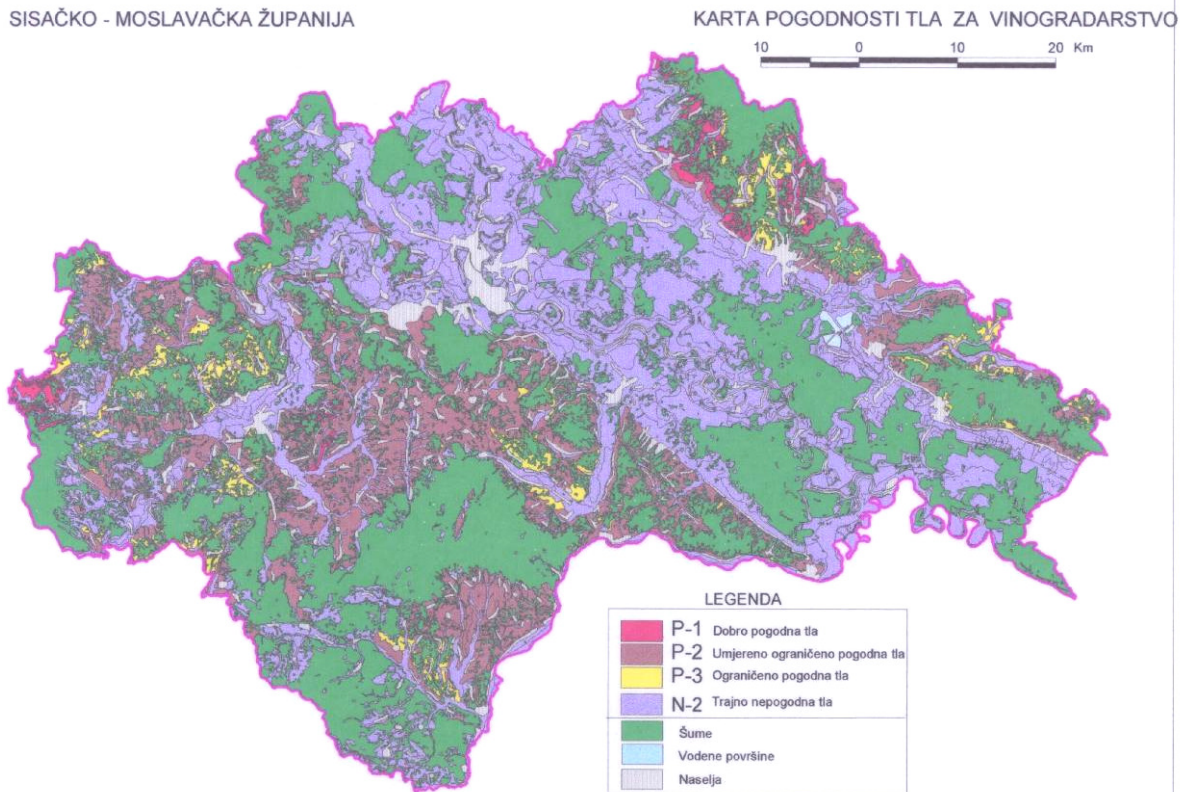 SISAČKO - MOSLAVAČKA ŽUPANIJA
KARTA POGODNOSTI TLA ZA VINOGRADARSTVO
10 0 10 20 Km
LEGENDA
P-1 Dobro pogodna tla
P-2 Umjereno ograničeno pogodna tla
P-3 Ograničeno pogodna tla
N-2 Trajno nepogodna tla
Šume
Vodene površine
Naselja